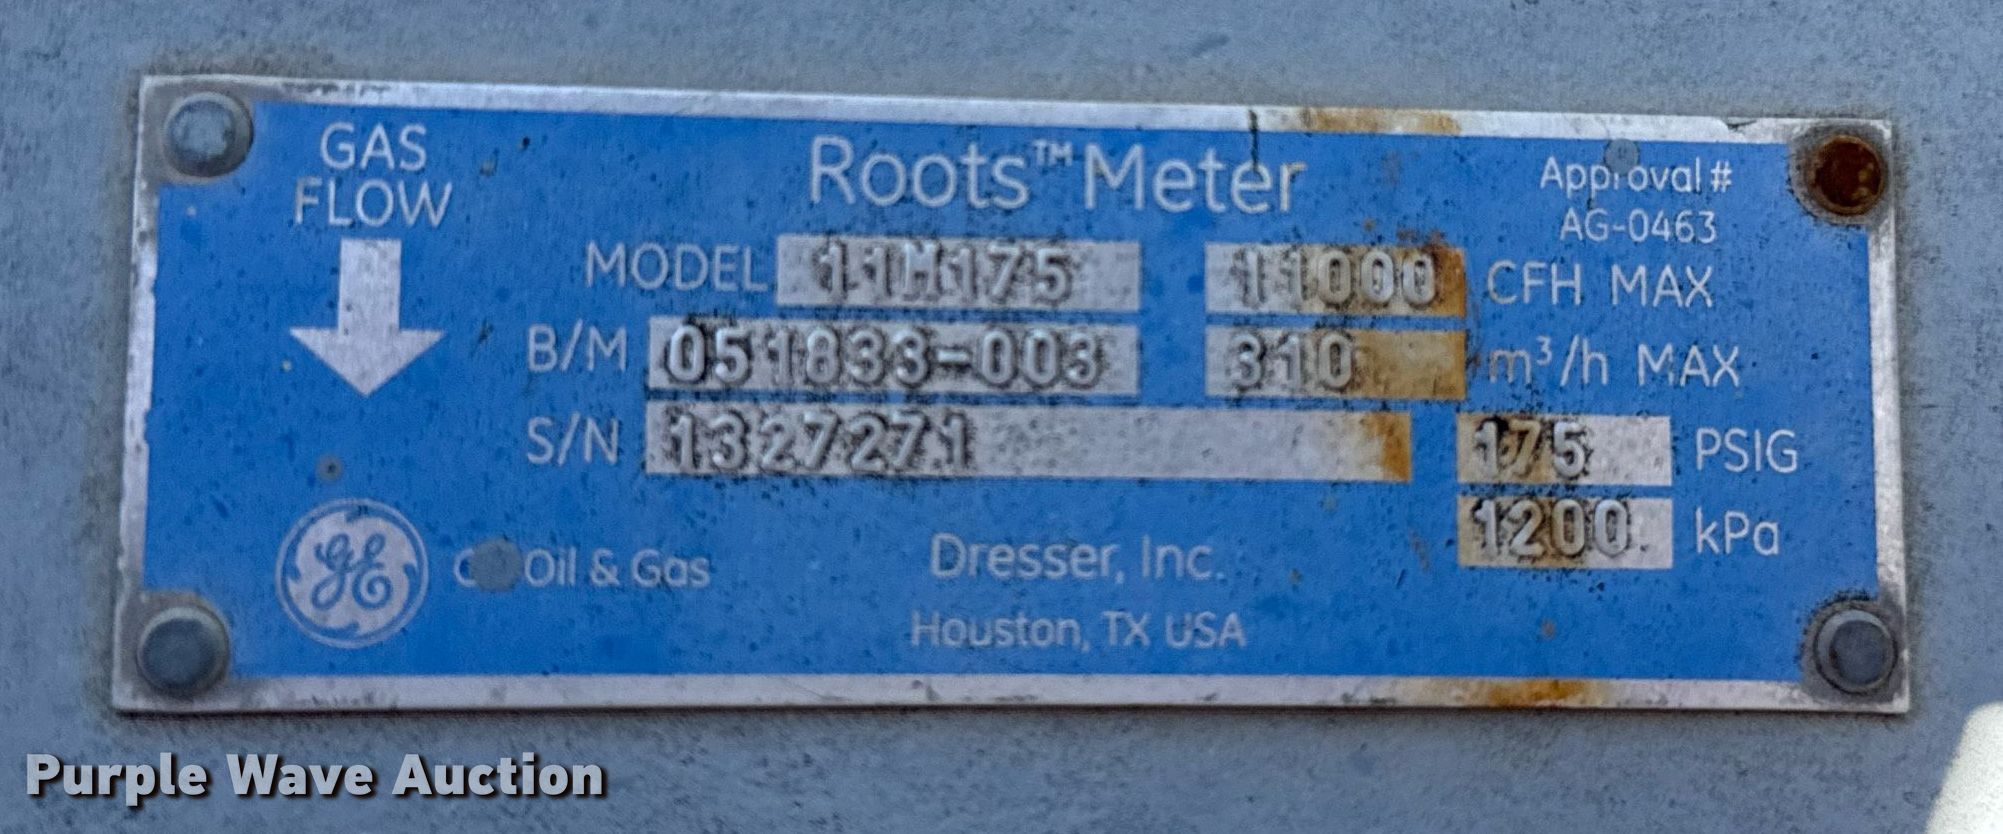 GAS
FLOW
Roots™ Meter
Approval #
AG-0463
MODEL 11M175 11000 CFH MAX
B/M 051833-003 310 m³/h MAX
S/N 1327271 175 PSIG
1200 kPa
GE
Oil & Gas
Dresser, Inc.
Houston, TX USA
Purple Wave Auction